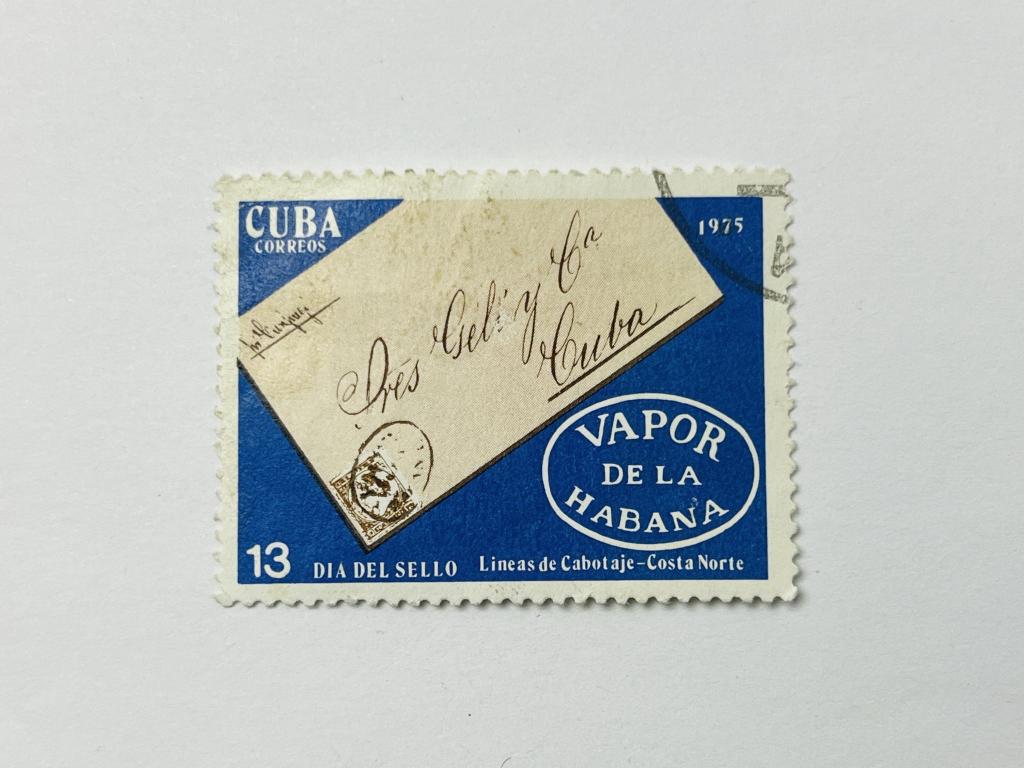 CUBA
CORREOS
1975
Sres Geli y Ca
Cuba
VAPOR
DE LA
HABANA
13 DIA DEL SELLO Lineas de Cabotaje-Costa Norte